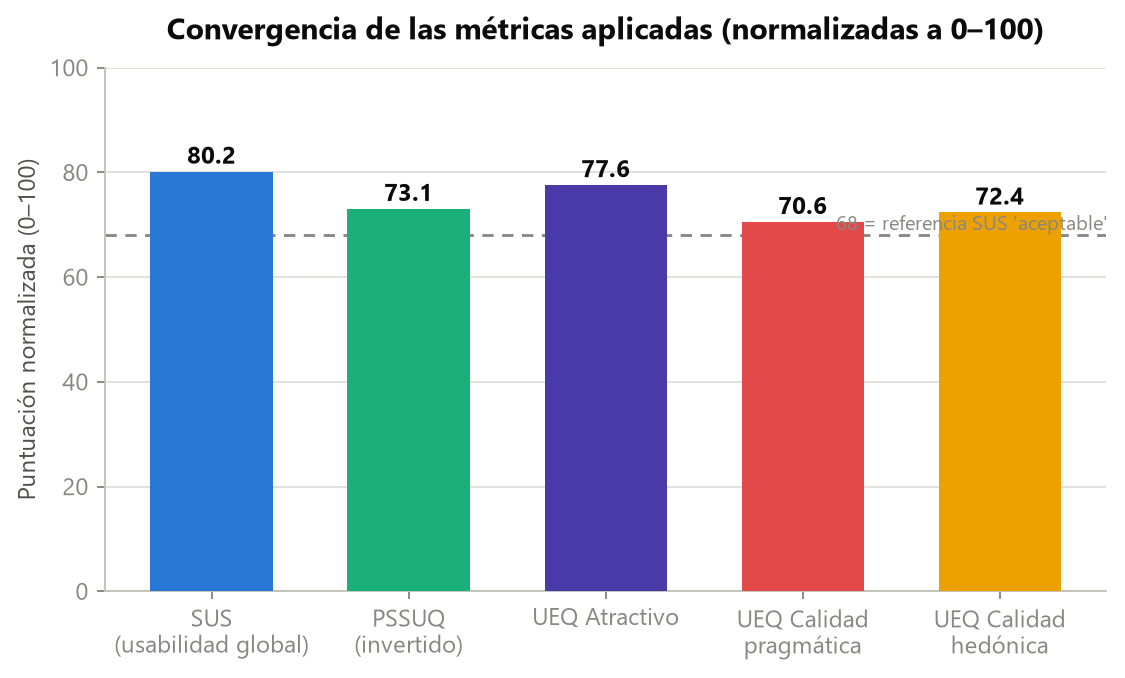 Convergencia de las métricas aplicadas (normalizadas a 0–100)
Puntuación normalizada (0–100)
100
80
60
40
20
0
80.2
73.1
77.6
70.6
72.4
68 = referencia SUS 'aceptable'
SUS
(usabilidad global)
PSSUQ
(invertido)
UEQ Atractivo
UEQ Calidad
pragmática
UEQ Calidad
hedónica